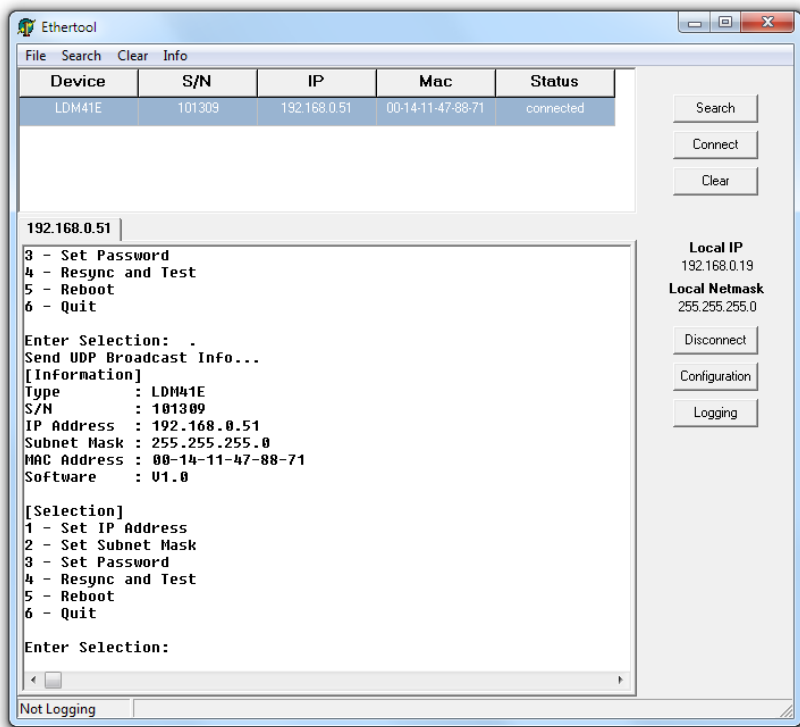 Ethertool
File Search Clear Info
Device S/N IP Mac Status
LDM41E 101309 192.168.0.51 00-14-11-47-88-71 connected
Search
Connect
Clear
192.168.0.51
3 - Set Password
4 - Resync and Test
5 - Reboot
6 - Quit
Enter Selection: .
Send UDP Broadcast Info...
[Information]
Type : LDM41E
S/N : 101309
IP Address : 192.168.0.51
Subnet Mask : 255.255.255.0
MAC Address : 00-14-11-47-88-71
Software : V1.0
[Selection]
1 - Set IP Address
2 - Set Subnet Mask
3 - Set Password
4 - Resync and Test
5 - Reboot
6 - Quit
Enter Selection:
Local IP
192.168.0.19
Local Netmask
255.255.255.0
Disconnect
Configuration
Logging
Not Logging